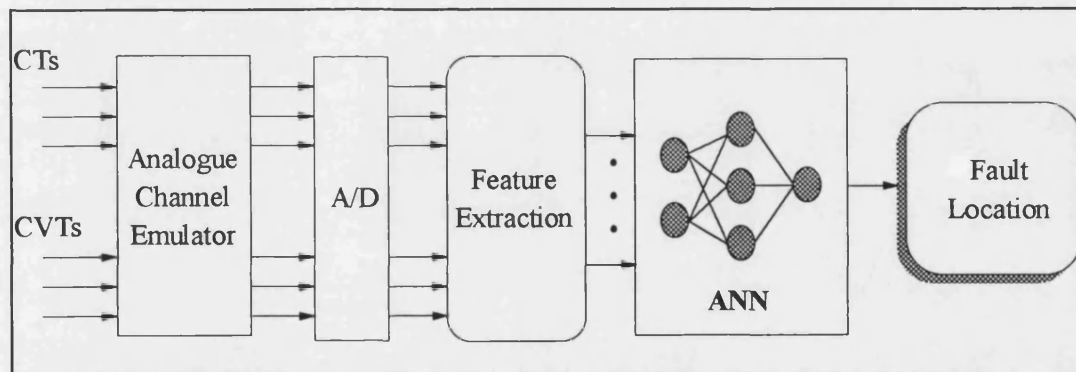 CTs
CVTs
Analogue
Channel
Emulator
A/D
Feature
Extraction
ANN
Fault
Location